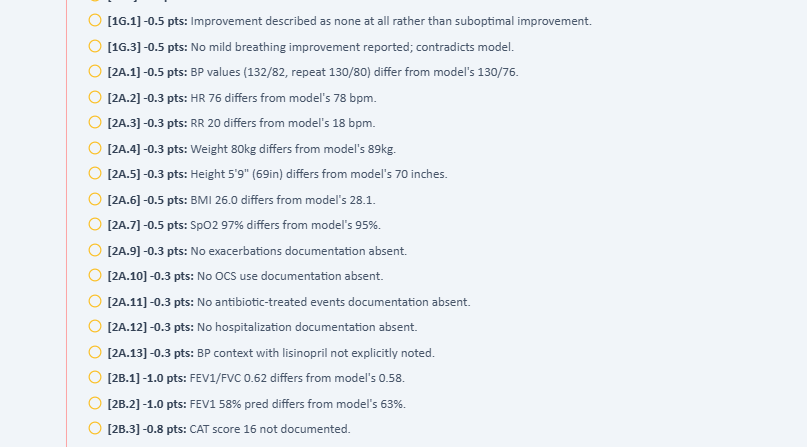 [1G.1] -0.5 pts: Improvement described as none at all rather than suboptimal improvement.
[1G.3] -0.5 pts: No mild breathing improvement reported; contradicts model.
[2A.1] -0.5 pts: BP values (132/82, repeat 130/80) differ from model's 130/76.
[2A.2] -0.3 pts: HR 76 differs from model's 78 bpm.
[2A.3] -0.3 pts: RR 20 differs from model's 18 bpm.
[2A.4] -0.3 pts: Weight 80kg differs from model's 89kg.
[2A.5] -0.3 pts: Height 5'9" (69in) differs from model's 70 inches.
[2A.6] -0.5 pts: BMI 26.0 differs from model's 28.1.
[2A.7] -0.5 pts: SpO2 97% differs from model's 95%.
[2A.9] -0.3 pts: No exacerbations documentation absent.
[2A.10] -0.3 pts: No OCS use documentation absent.
[2A.11] -0.3 pts: No antibiotic-treated events documentation absent.
[2A.12] -0.3 pts: No hospitalization documentation absent.
[2A.13] -0.3 pts: BP context with lisinopril not explicitly noted.
[2B.1] -1.0 pts: FEV1/FVC 0.62 differs from model's 0.58.
[2B.2] -1.0 pts: FEV1 58% pred differs from model's 63%.
[2B.3] -0.8 pts: CAT score 16 not documented.